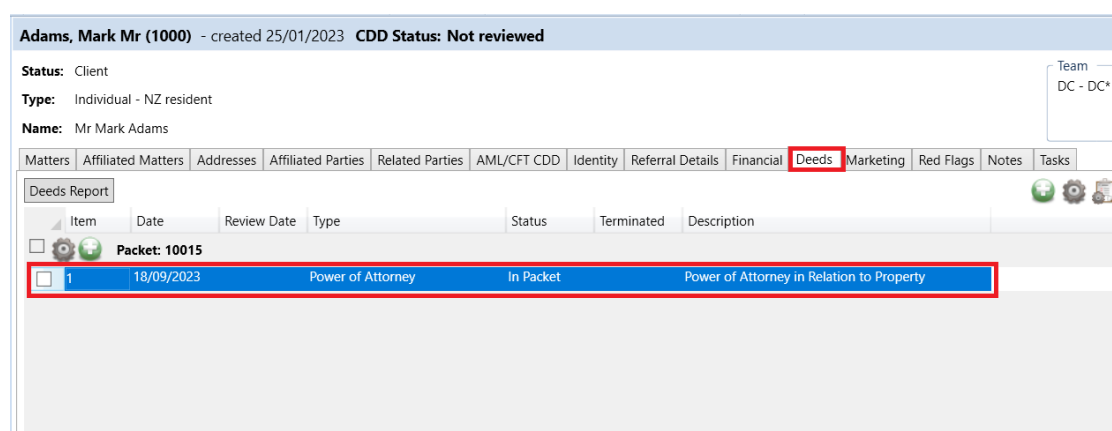 Adams, Mark Mr (1000) - created 25/01/2023 CDD Status: Not reviewed
Status: Client
Team
DC - DC*
Type: Individual - NZ resident
Name: Mr Mark Adams
Matters Affiliated Matters Addresses Affiliated Parties Related Parties AML/CFT CDD Identity Referral Details Financial Deeds Marketing Red Flags Notes Tasks
Deeds Report
Item Date Review Date Type Status Terminated Description
Packet: 10015
1 18/09/2023 Power of Attorney In Packet Power of Attorney in Relation to Property